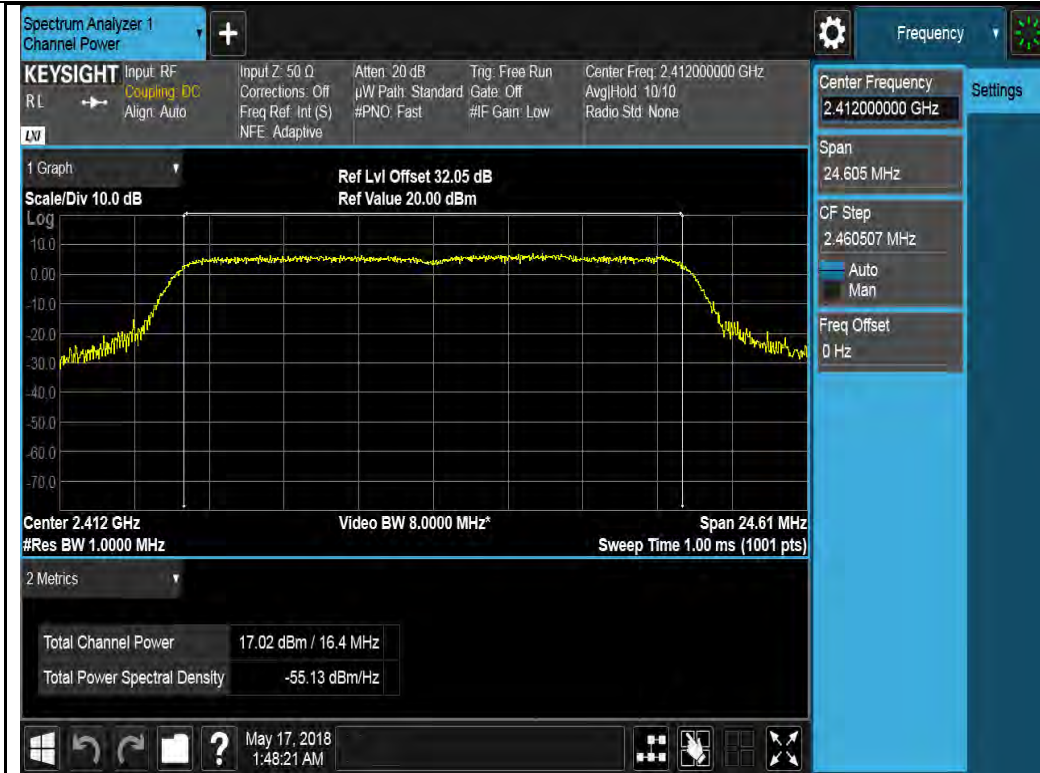 Spectrum Analyzer 1
Channel Power
+
Frequency
KEYSIGHT
RL
LXI
Input: RF
Coupling: DC
Align: Auto
Input Z: 50 Ω
Corrections: Off
Freq Ref: Int (S)
NFE: Adaptive
Atten: 20 dB
µW Path: Standard
#PNO: Fast
Trig: Free Run
Gate: Off
#IF Gain: Low
Center Freq: 2.412000000 GHz
Avg|Hold: 10/10
Radio Std: None
Center Frequency
2.412000000 GHz
Settings
Span
24.605 MHz
CF Step
2.460507 MHz
Auto
Man
Freq Offset
0 Hz
1 Graph
Scale/Div 10.0 dB
Ref Lvl Offset 32.05 dB
Ref Value 20.00 dBm
Log
10.0
0.00
-10.0
-20.0
-30.0
-40.0
-50.0
-60.0
-70.0
Center 2.412 GHz
#Res BW 1.0000 MHz
Video BW 8.0000 MHz*
Span 24.61 MHz
Sweep Time 1.00 ms (1001 pts)
2 Metrics
Total Channel Power 17.02 dBm / 16.4 MHz
Total Power Spectral Density -55.13 dBm/Hz
?
May 17, 2018
1:48:21 AM